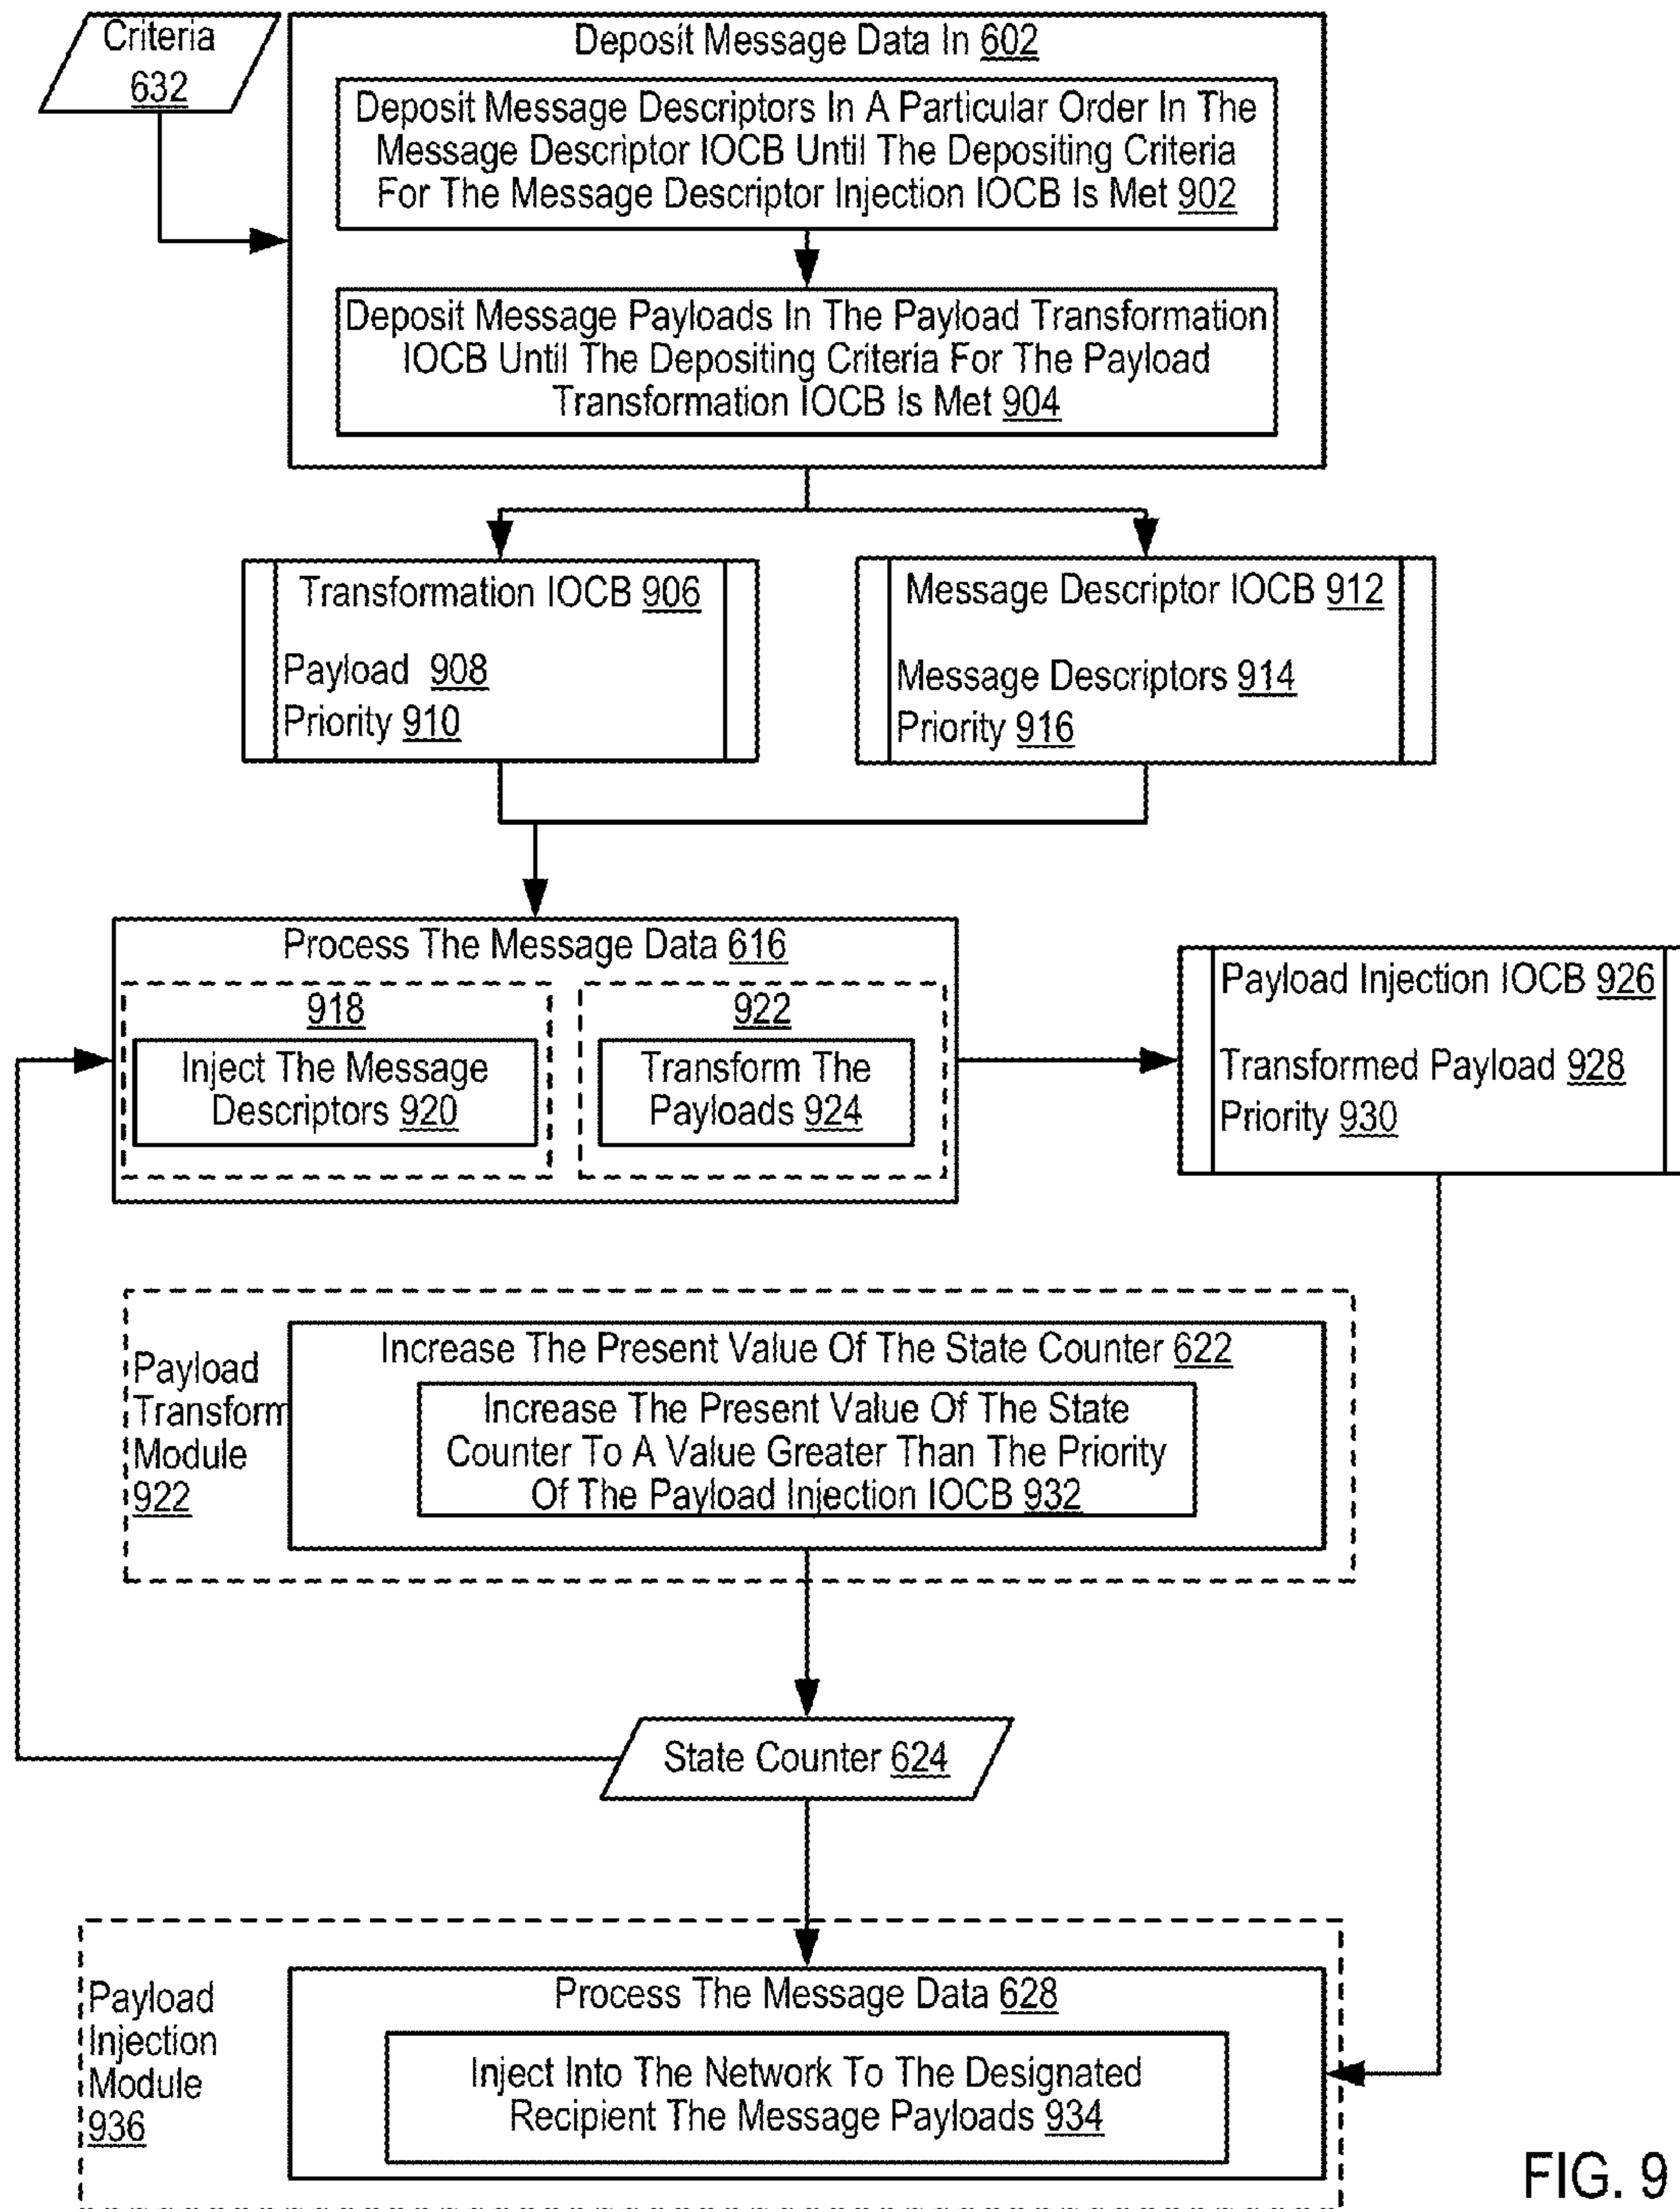 Criteria
632
Deposit Message Data In 602
Deposit Message Descriptors In A Particular Order In The
Message Descriptor IOCB Until The Depositing Criteria
For The Message Descriptor Injection IOCB Is Met 902
Deposit Message Payloads In The Payload Transformation
IOCB Until The Depositing Criteria For The Payload
Transformation IOCB Is Met 904
Transformation IOCB 906
Payload 908
Priority 910
Message Descriptor IOCB 912
Message Descriptors 914
Priority 916
Process The Message Data 616
918
Inject The Message
Descriptors 920
922
Transform The
Payloads 924
Payload Injection IOCB 926
Transformed Payload 928
Priority 930
Payload
Transform
Module
922
Increase The Present Value Of The State Counter 622
Increase The Present Value Of The State
Counter To A Value Greater Than The Priority
Of The Payload Injection IOCB 932
State Counter 624
Payload
Injection
Module
936
Process The Message Data 628
Inject Into The Network To The Designated
Recipient The Message Payloads 934
FIG. 9